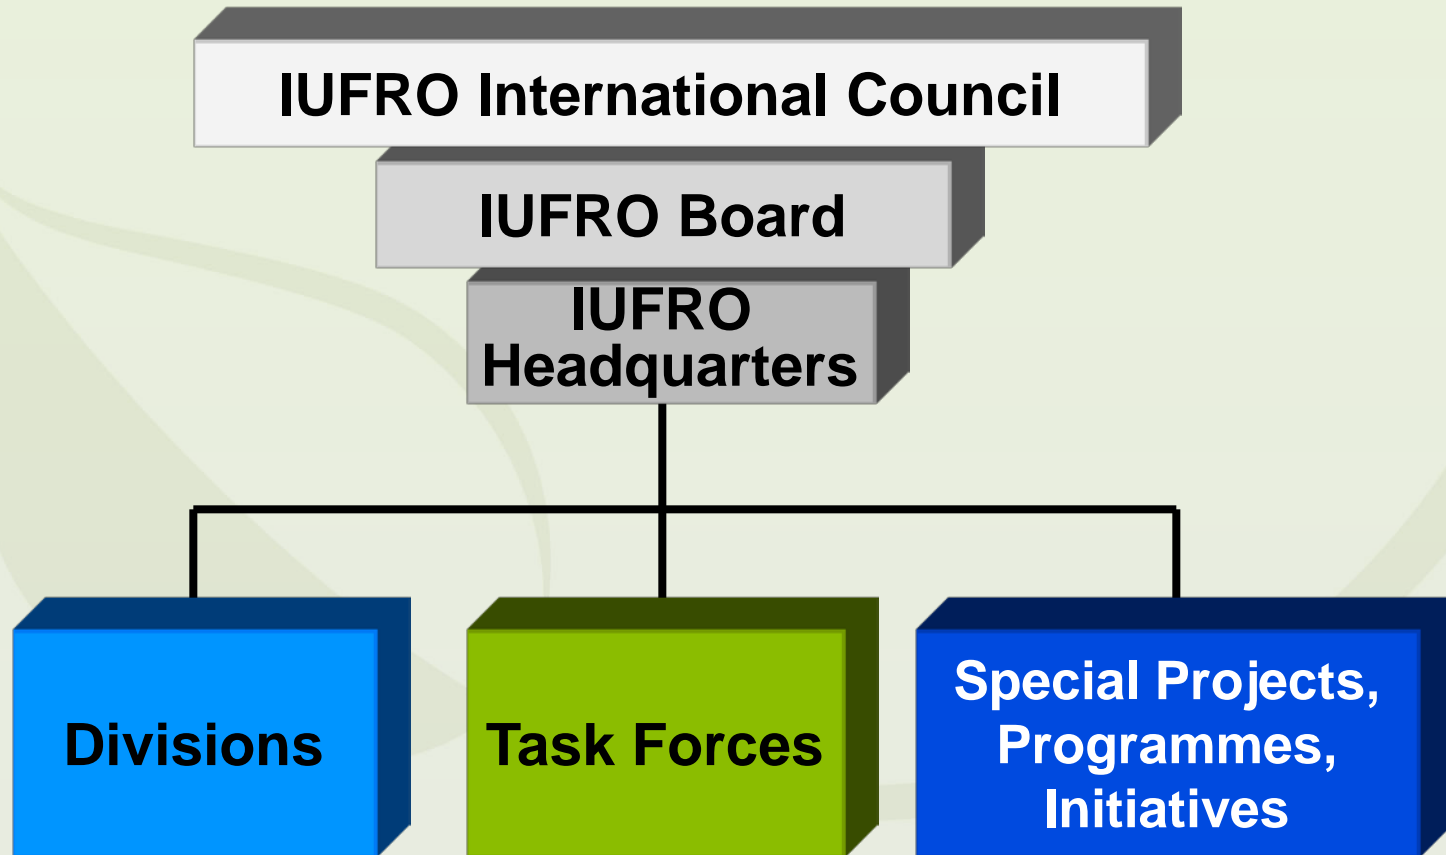 IUFRO International Council
IUFRO Board
IUFRO
Headquarters
Divisions
Task Forces
Special Projects,
Programmes,
Initiatives